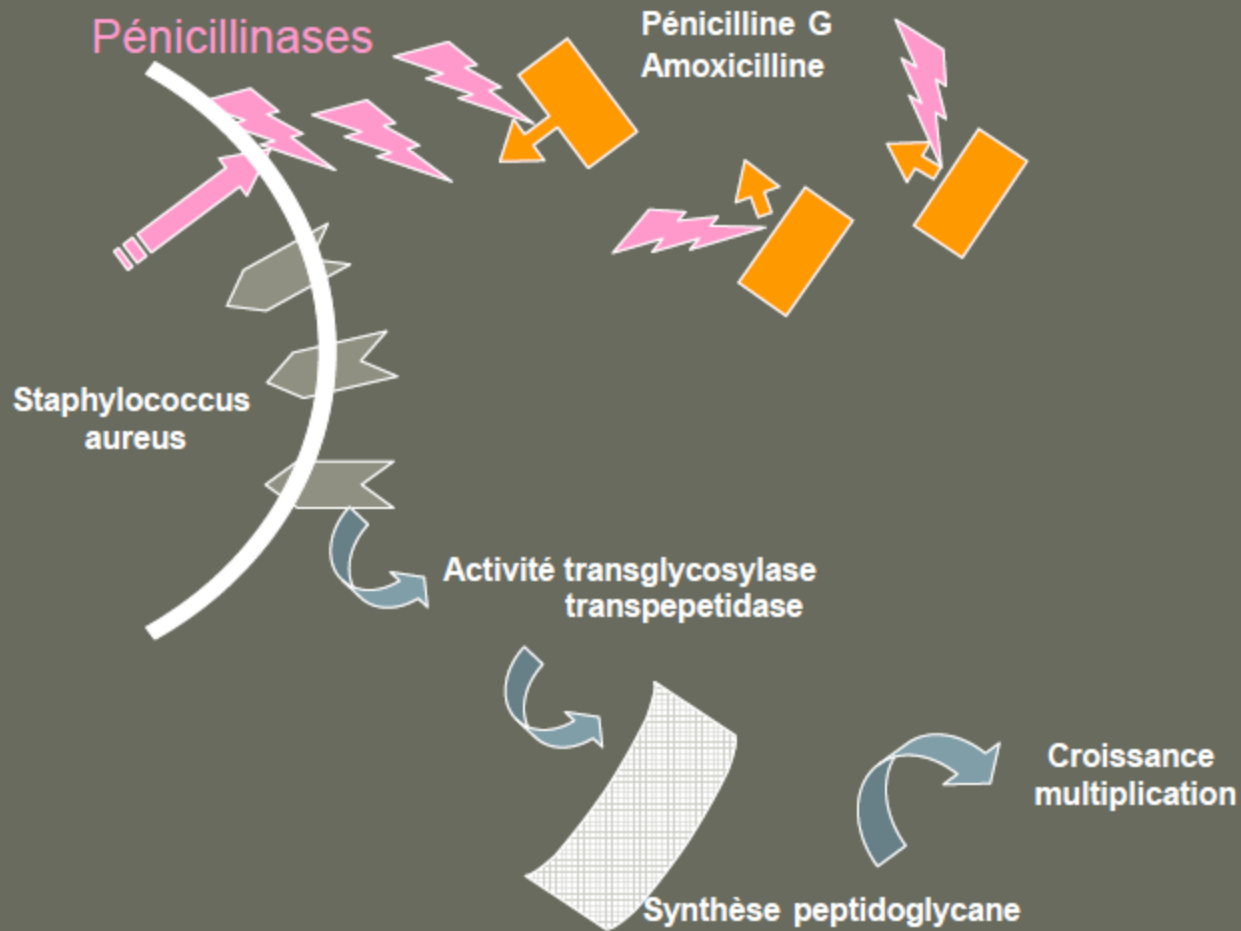 Pénicillinases
Pénicilline G
Amoxicilline
Staphylococcus
aureus
Activité transglycosylase
transpepetidase
Croissance
multiplication
Synthèse peptidoglycane